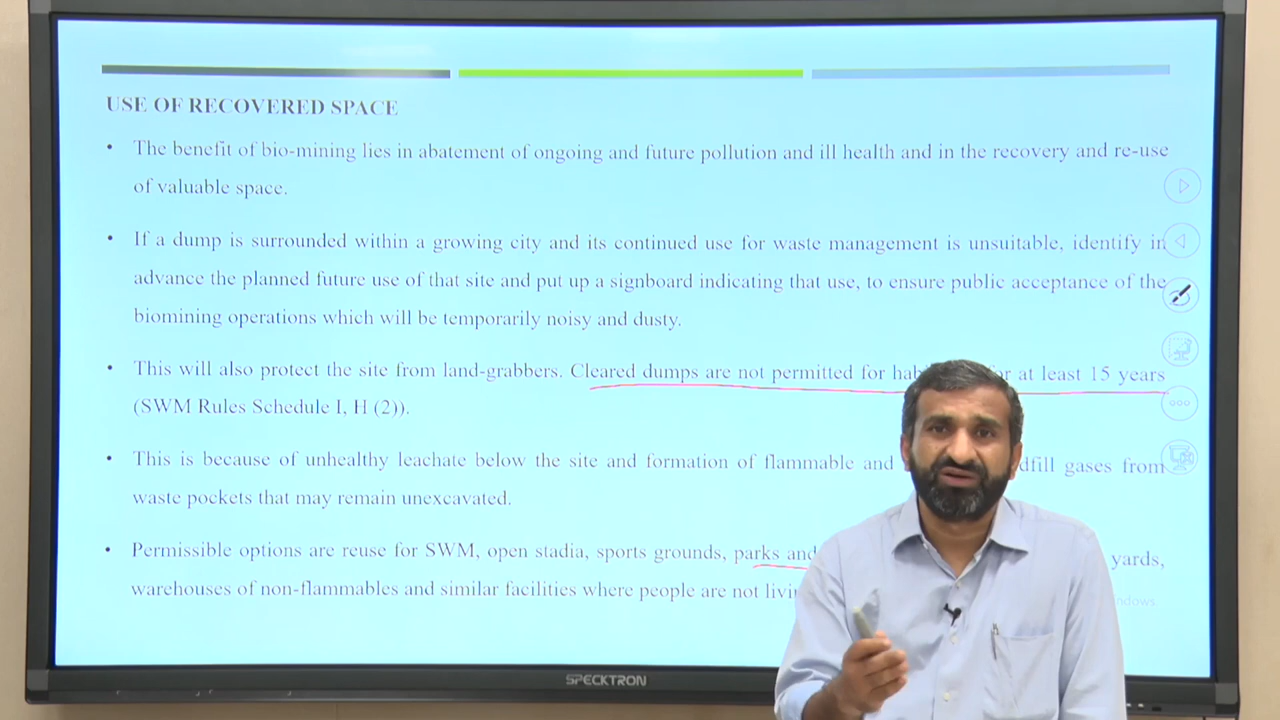 USE OF RECOVERED SPACE
• The benefit of bio-mining lies in abatement of ongoing and future pollution and ill health and in the recovery and re-use
of valuable space.
• If a dump is surrounded within a growing city and its continued use for waste management is unsuitable, identify in
advance the planned future use of that site and put up a signboard indicating that use, to ensure public acceptance of the
biomining operations which will be temporarily noisy and dusty.
• This will also protect the site from land-grabbers. Cleared dumps are not permitted for at least 15 years
(SWM Rules Schedule I, H (2)).
• This is because of unhealthy leachate below the site and formation of flammable and gases from
waste pockets that may remain unexcavated.
• Permissible options are reuse for SWM, open stadia, sports grounds, parks and yards,
warehouses of non-flammables and similar facilities where people are not
SPECKTRON